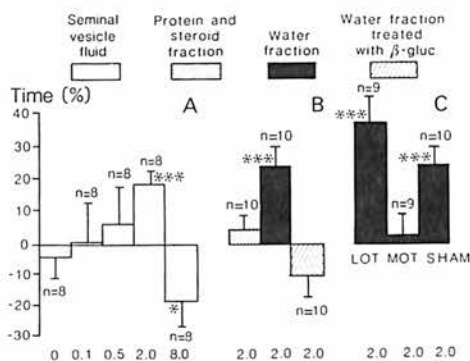 Seminal vesicle fluid
Protein and steroid fraction
Water fraction
Water fraction treated with β-gluc
Time (%)
A
B
C
40
30
20
10
0
-10
-20
-30
n=8
n=8
n=8
n=8
***
*
n=8
n=10
***
n=10
n=10
***
n=9
n=9
***
n=10
LOT MOT SHAM
0 0.1 0.5 2.0 8.0 2.0 2.0 2.0 2.0 2.0 2.0